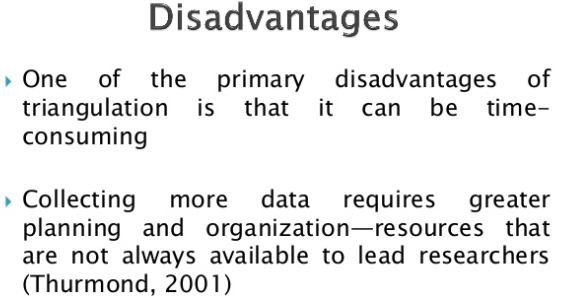 Disadvantages
One of the primary disadvantages of
triangulation is that it can be time-
consuming
Collecting more data requires greater
planning and organization—resources that
are not always available to lead researchers
(Thurmond, 2001)